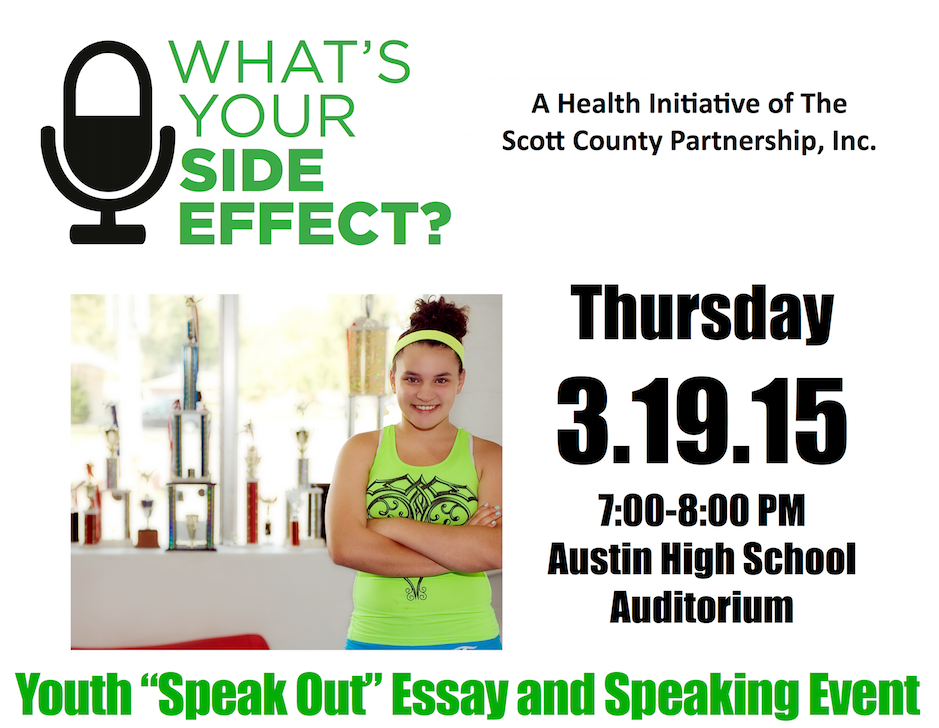 WHAT'S
YOUR
SIDE
EFFECT?
A Health Initiative of The
Scott County Partnership, Inc.
Thursday
3.19.15
7:00-8:00 PM
Austin High School
Auditorium
Youth “Speak Out” Essay and Speaking Event